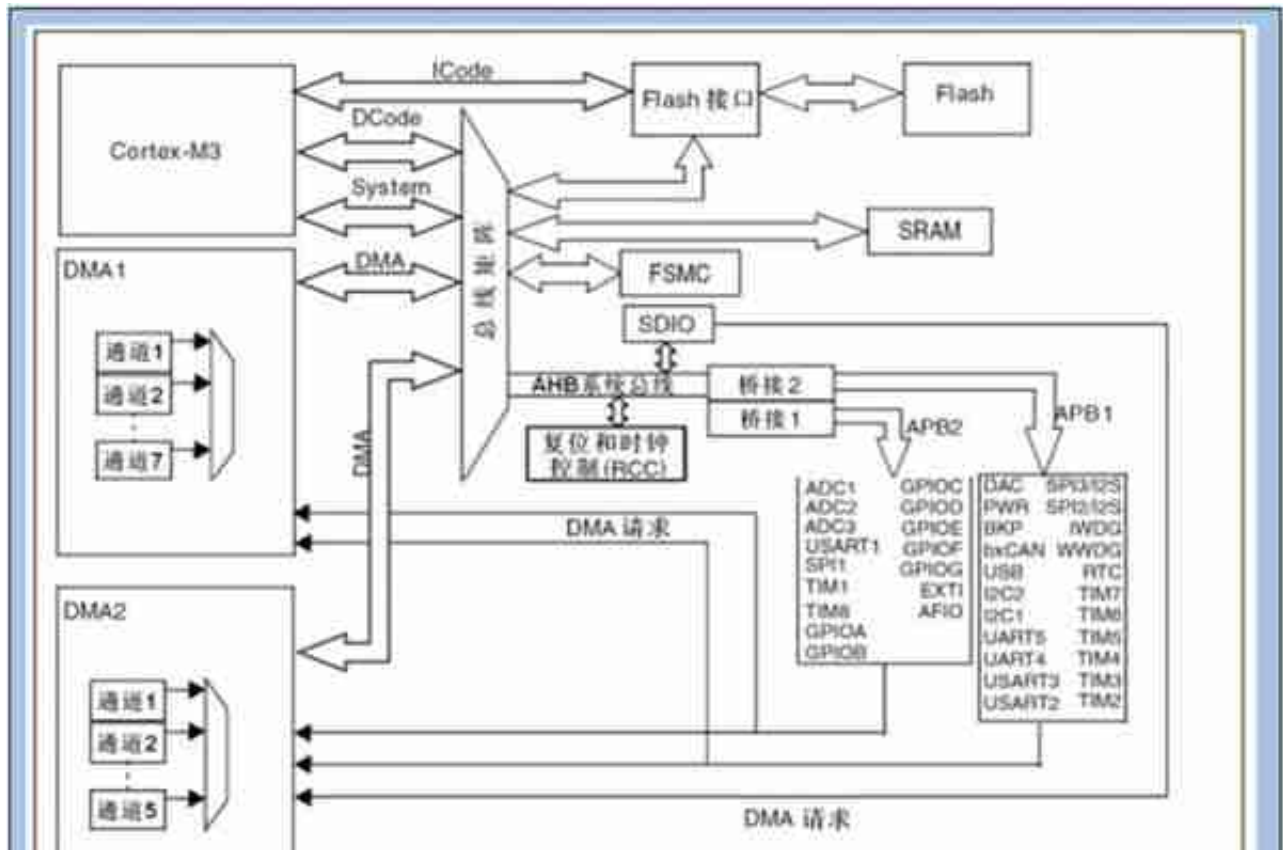 ICode
Flash 接口
Flash
Cortex-M3
DCode
System
DMA
总线矩阵
SRAM
FSMC
SDIO
DMA1
通道1
通道2
通道7
DMA
AHB系统总线
桥接2
桥接1
复位和时钟
控制(RCC)
APB2
APB1
DMA 请求
ADC1 GPIOC
ADC2 GPIOD
ADC3 GPIOE
USART1 GPIOF
SPI1 GPIOG
TIM1 EXTI
TIM8 AFIO
GPIOA
GPIOB
DAC SPI3/I2S
PWR SPI2/I2S
BKP IWDG
bxCAN WWDG
USB RTC
I2C2 TIM7
I2C1 TIM6
UART5 TIM5
UART4 TIM4
USART3 TIM3
USART2 TIM2
DMA2
通道1
通道2
通道5
DMA 请求